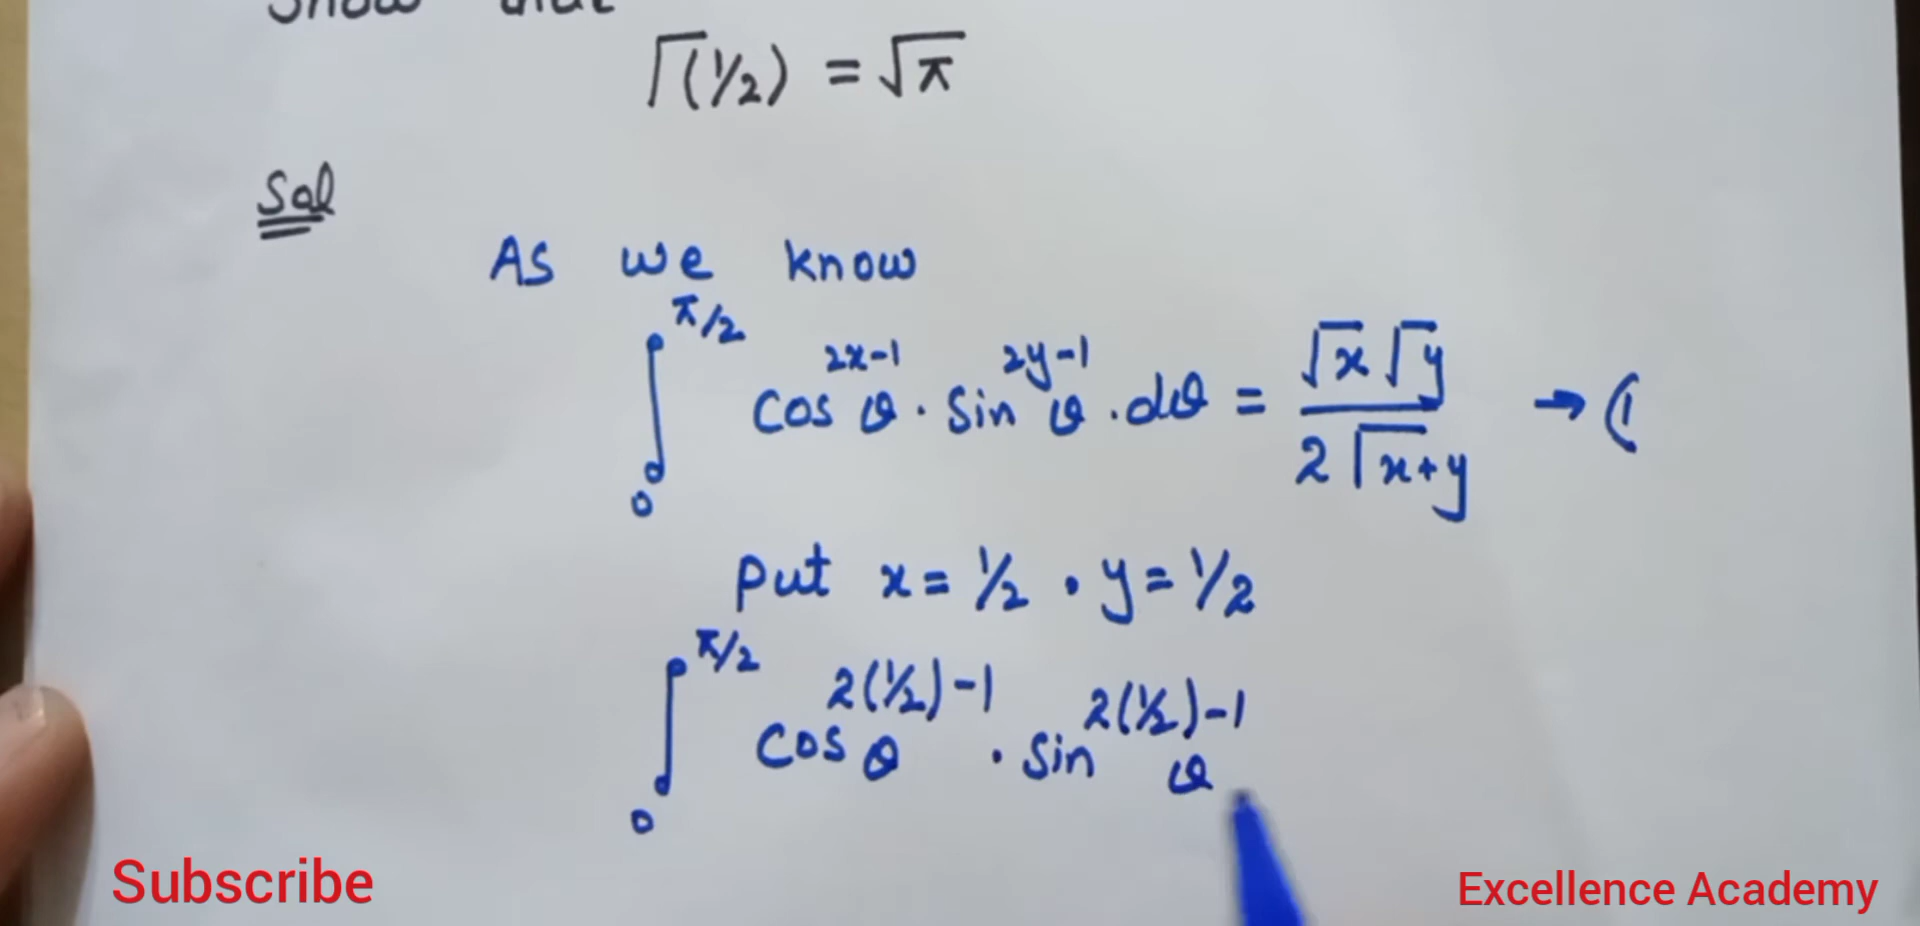 Show that
Γ(1/2) = √π
Sol
As we know
∫₀^{π/2} cos^{2x-1} θ · sin^{2y-1} θ · dθ = Γx Γy / 2 Γx+y → (1
put x = 1/2 · y = 1/2
∫₀^{π/2} cos^{2(1/2)-1} θ · sin^{2(1/2)-1} θ
Subscribe
Excellence Academy